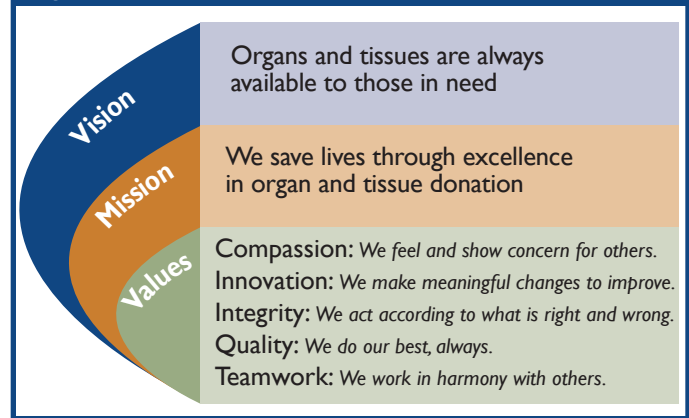 Vision
Organs and tissues are always
available to those in need
Mission
We save lives through excellence
in organ and tissue donation
Values
Compassion: We feel and show concern for others.
Innovation: We make meaningful changes to improve.
Integrity: We act according to what is right and wrong.
Quality: We do our best, always.
Teamwork: We work in harmony with others.